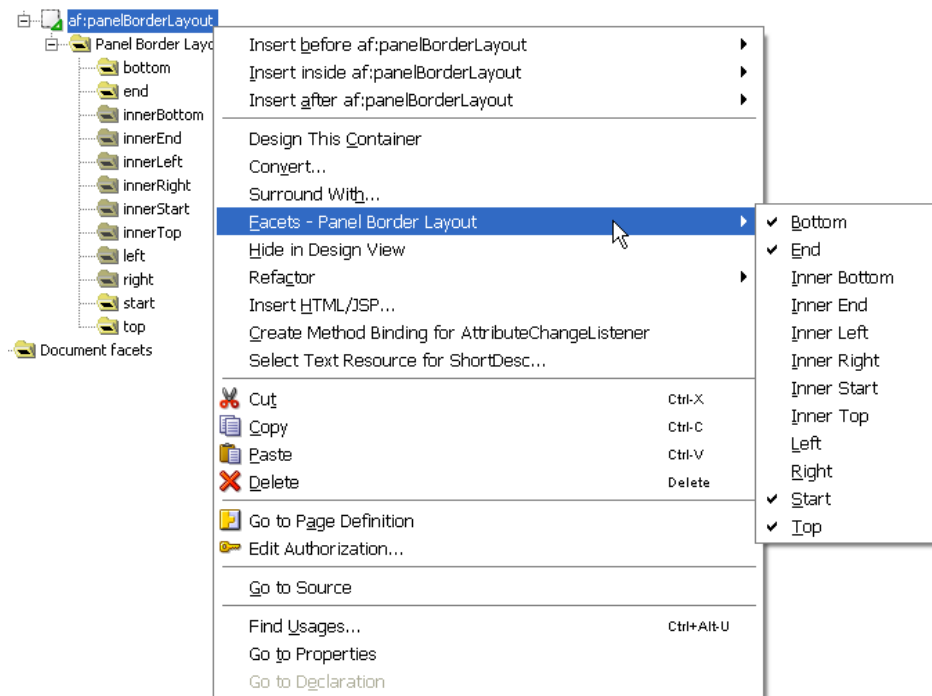 af:panelBorderLayout
Panel Border Layo
bottom
end
innerBottom
innerEnd
innerLeft
innerRight
innerStart
innerTop
left
right
start
top
Document facets
Insert before af:panelBorderLayout
Insert inside af:panelBorderLayout
Insert after af:panelBorderLayout
Design This Container
Convert...
Surround With...
Facets - Panel Border Layout
Hide in Design View
Refactor
Insert HTML/JSP...
Create Method Binding for AttributeChangeListener
Select Text Resource for ShortDesc...
Cut Ctrl-X
Copy Ctrl-C
Paste Ctrl-V
Delete Delete
Go to Page Definition
Edit Authorization...
Go to Source
Find Usages... Ctrl+Alt-U
Go to Properties
Go to Declaration
Bottom
End
Inner Bottom
Inner End
Inner Left
Inner Right
Inner Start
Inner Top
Left
Right
Start
Top